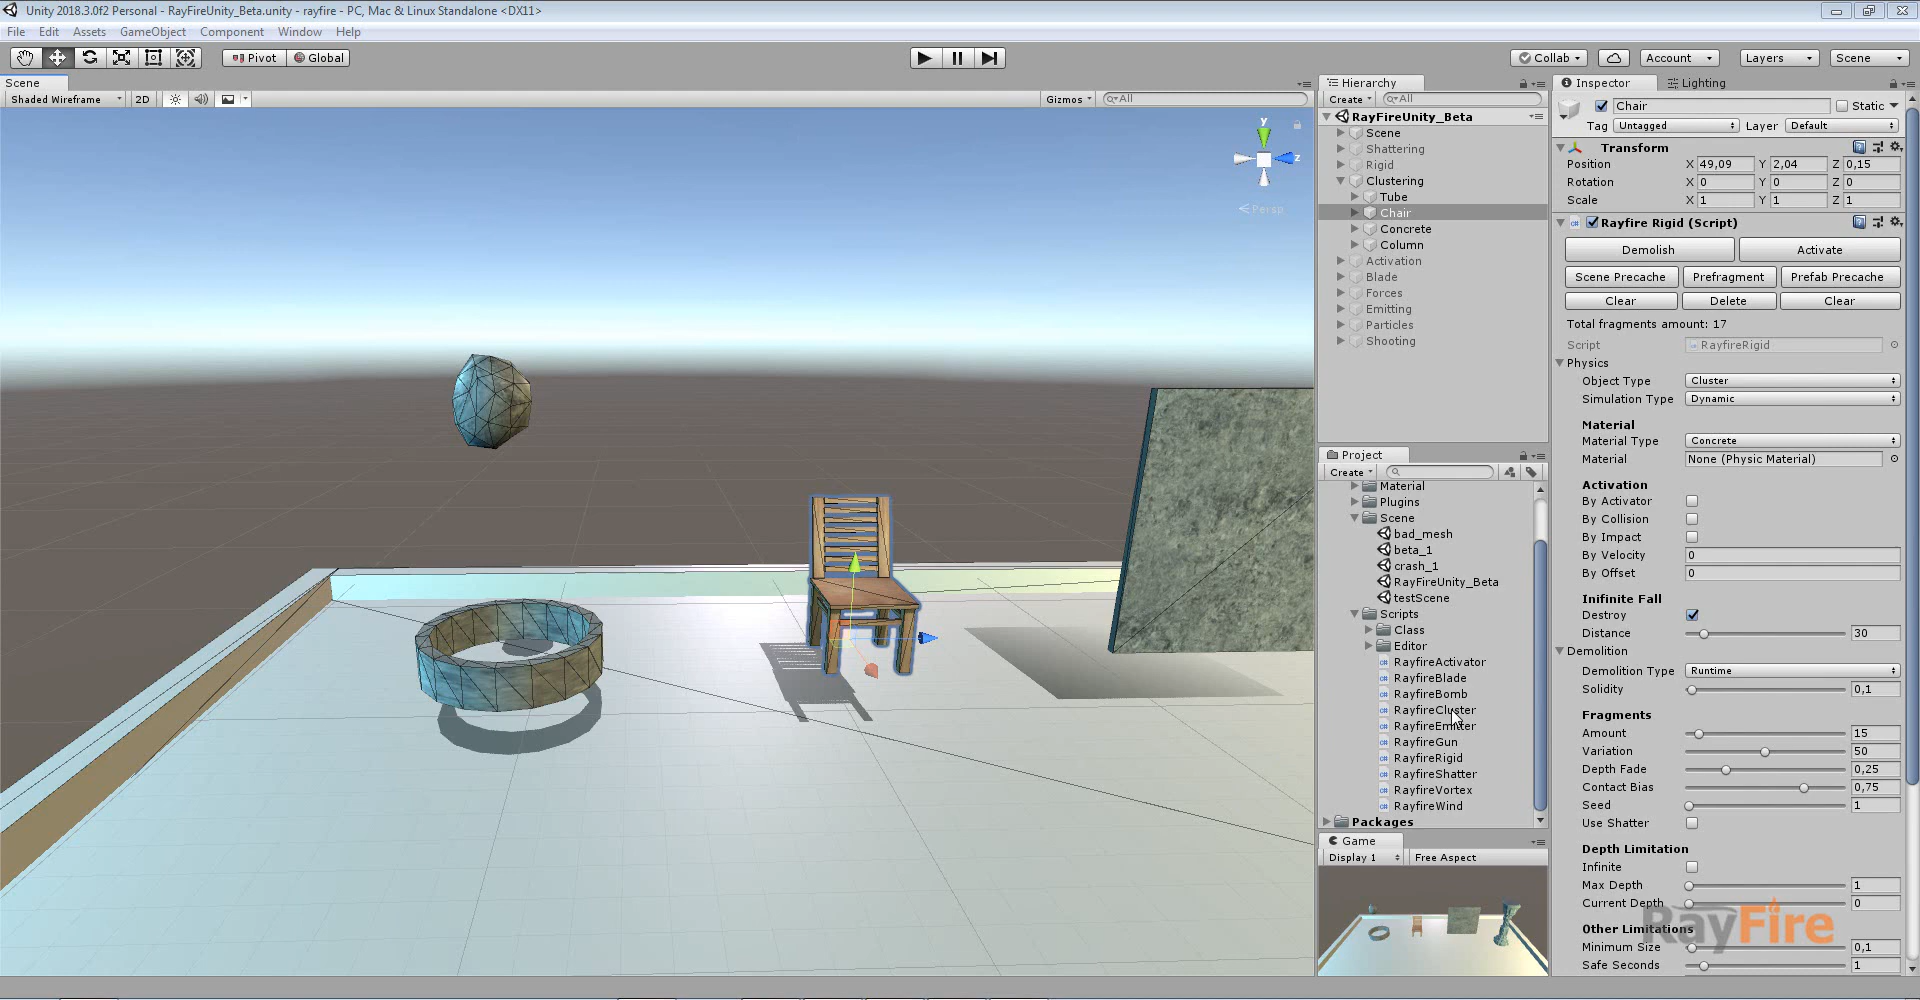 Unity 2018.3.0f2 Personal - RayFireUnity_Beta.unity - rayfire - PC, Mac & Linux Standalone <DX11>
File Edit Assets GameObject Component Window Help
Pivot Global Collab Account Layers Scene
Scene
Shaded Wireframe 2D Gizmos All
y
z
Persp
Hierarchy
Create All
RayFireUnity_Beta
Scene
Shattering
Rigid
Clustering
Tube
Chair
Concrete
Column
Activation
Blade
Forces
Emitting
Particles
Shooting
Project
Create
Material
Plugins
Scene
bad_mesh
beta_1
crash_1
RayFireUnity_Beta
testScene
Scripts
Class
Editor
RayfireActivator
RayfireBlade
RayfireBomb
RayfireCluster
RayfireEmitter
RayfireGun
RayfireRigid
RayfireShatter
RayfireVortex
RayfireWind
Packages
Game
Display 1 Free Aspect
Inspector Lighting
Chair Static
Tag Untagged Layer Default
Transform
Position X 49,09 Y 2,04 Z 0,15
Rotation X 0 Y 0 Z 0
Scale X 1 Y 1 Z 1
Rayfire Rigid (Script)
Demolish Activate
Scene Precache Prefragment Prefab Precache
Clear Delete Clear
Total fragments amount: 17
Script RayfireRigid
Physics
Object Type Cluster
Simulation Type Dynamic
Material
Material Type Concrete
Material None (Physic Material)
Activation
By Activator
By Collision
By Impact
By Velocity 0
By Offset 0
Inifinite Fall
Destroy
Distance 30
Demolition
Demolition Type Runtime
Solidity 0,1
Fragments
Amount 15
Variation 50
Depth Fade 0,25
Contact Bias 0,75
Seed 1
Use Shatter
Depth Limitation
Infinite
Max Depth 1
Current Depth 0
Other Limitations
Minimum Size 0,1
Safe Seconds 1
RayFire